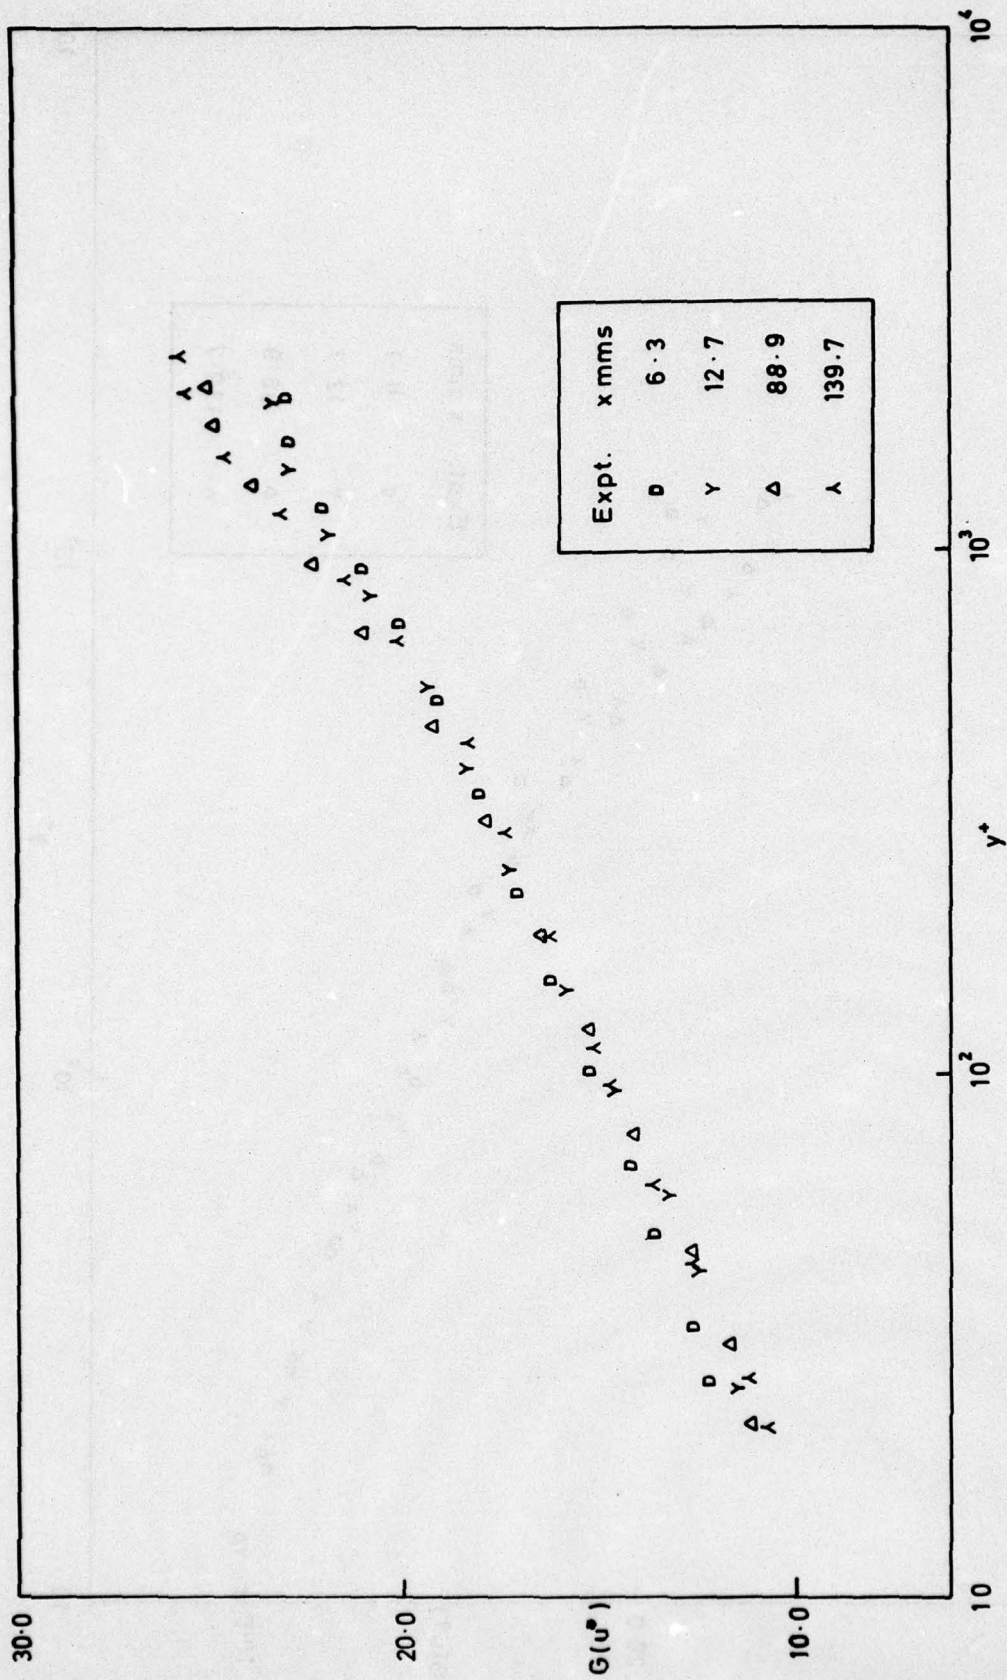 30·0
20·0
G(u*)
10·0
10
10²
10³
10⁴
y+
Expt. x mms
D 6·3
Y 12·7
Δ 88·9
⅄ 139.7